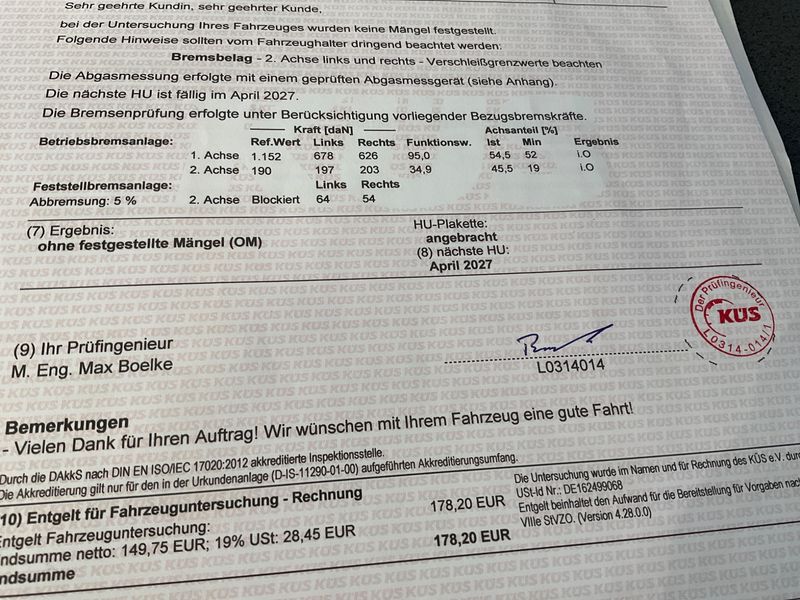 Sehr geehrte Kundin, sehr geehrter Kunde,
bei der Untersuchung Ihres Fahrzeuges wurden keine Mängel festgestellt.
Folgende Hinweise sollten vom Fahrzeughalter dringend beachtet werden:
Bremsbelag - 2. Achse links und rechts - Verschleißgrenzwerte beachten
Die Abgasmessung erfolgte mit einem geprüften Abgasmessgerät (siehe Anhang).
Die nächste HU ist fällig im April 2027.
Die Bremsenprüfung erfolgte unter Berücksichtigung vorliegender Bezugsbremskräfte.
Kraft [daN] Achsanteil [%]
Betriebsbremsanlage: Ref.Wert Links Rechts Funktionsw. Ist Min Ergebnis
1. Achse 1.152 678 626 95,0 54,5 52 i.O
2. Achse 190 197 203 34,9 45,5 19 i.O
Feststellbremsanlage: Links Rechts
Abbremsung: 5 % 2. Achse Blockiert 64 54
(7) Ergebnis: HU-Plakette:
ohne festgestellte Mängel (OM) angebracht
(8) nächste HU:
April 2027
Der Prüfingenieur
KÜS
L0314-014/1
(9) Ihr Prüfingenieur
M. Eng. Max Boelke
L0314014
Bemerkungen
- Vielen Dank für Ihren Auftrag! Wir wünschen mit Ihrem Fahrzeug eine gute Fahrt!
Durch die DAkkS nach DIN EN ISO/IEC 17020:2012 akkreditierte Inspektionsstelle.
Die Akkreditierung gilt nur für den in der Urkundenanlage (D-IS-11290-01-00) aufgeführten Akkreditierungsumfang.
10) Entgelt für Fahrzeuguntersuchung - Rechnung
ntgelt Fahrzeuguntersuchung: 178,20 EUR
ndsumme netto: 149,75 EUR; 19% USt: 28,45 EUR
ndsumme 178,20 EUR
Die Untersuchung wurde im Namen und für Rechnung des KÜS e.V. dur
USt-Id Nr.: DE162499068
Entgelt beinhaltet den Aufwand für die Bereitstellung für Vorgaben nach
VIIIe StVZO. (Version 4.28.0.0)